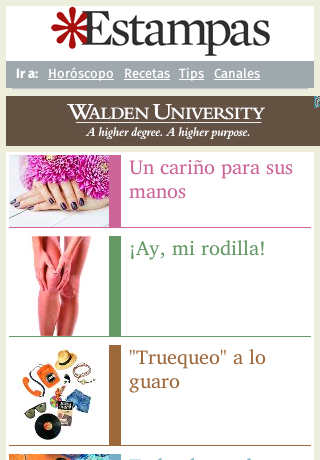 Estampas
Ir a: Horóscopo Recetas Tips Canales
WALDEN UNIVERSITY
A higher degree. A higher purpose.
Un cariño para sus
manos
¡Ay, mi rodilla!
"Truequeo" a lo
guaro